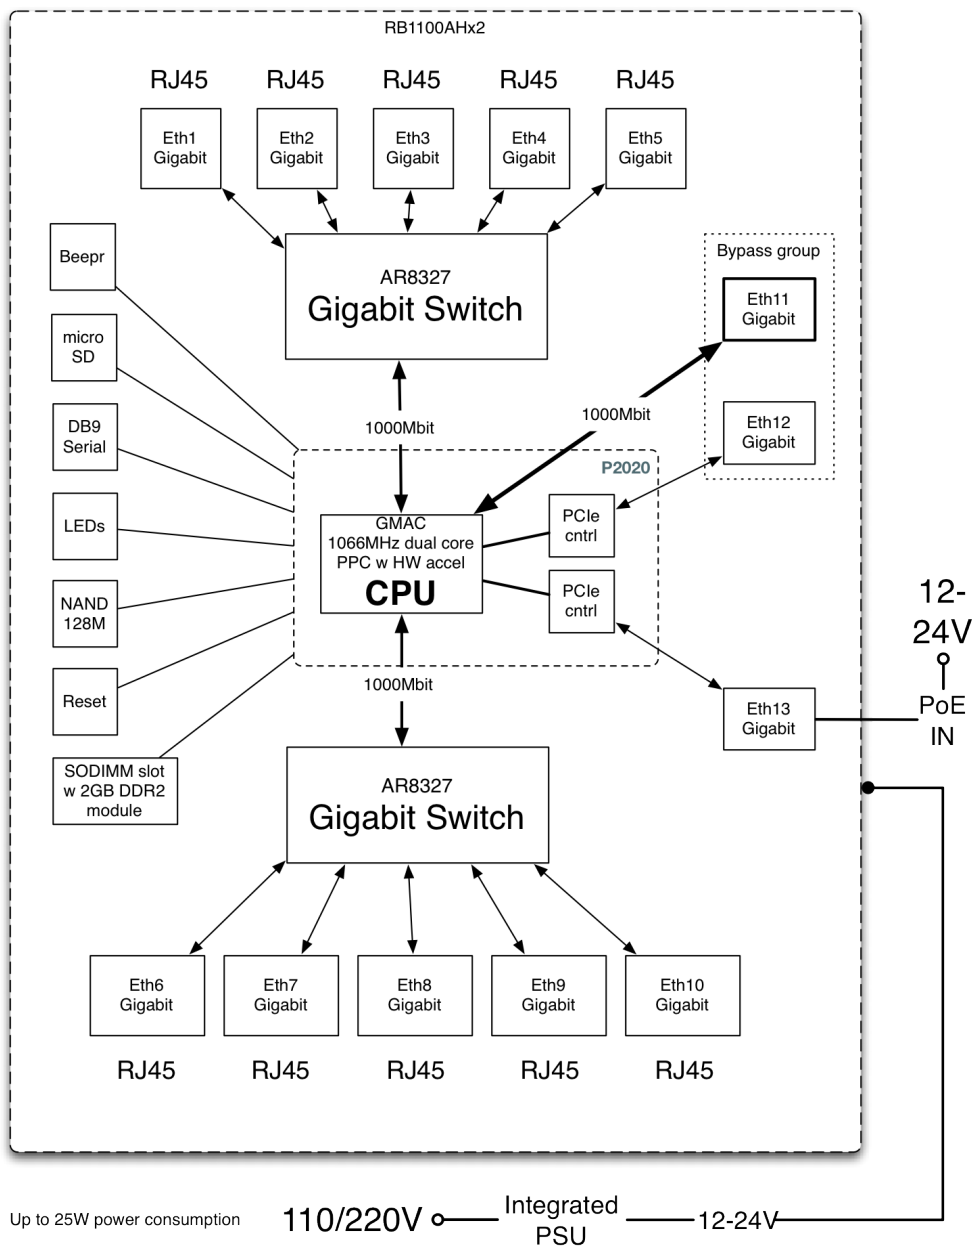 RB1100AHx2
RJ45 RJ45 RJ45 RJ45 RJ45
Eth1
Gigabit
Eth2
Gigabit
Eth3
Gigabit
Eth4
Gigabit
Eth5
Gigabit
Beepr
AR8327
Gigabit Switch
Bypass group
Eth11
Gigabit
micro
SD
DB9
Serial
1000Mbit
1000Mbit
Eth12
Gigabit
P2020
LEDs
GMAC
1066MHz dual core
PPC w HW accel
CPU
PCIe
cntrl
PCIe
cntrl
NAND
128M
12-
24V
Reset
1000Mbit
Eth13
Gigabit
PoE
IN
SODIMM slot
w 2GB DDR2
module
AR8327
Gigabit Switch
Eth6
Gigabit
Eth7
Gigabit
Eth8
Gigabit
Eth9
Gigabit
Eth10
Gigabit
RJ45 RJ45 RJ45 RJ45 RJ45
Up to 25W power consumption
110/220V
Integrated
PSU
12-24V